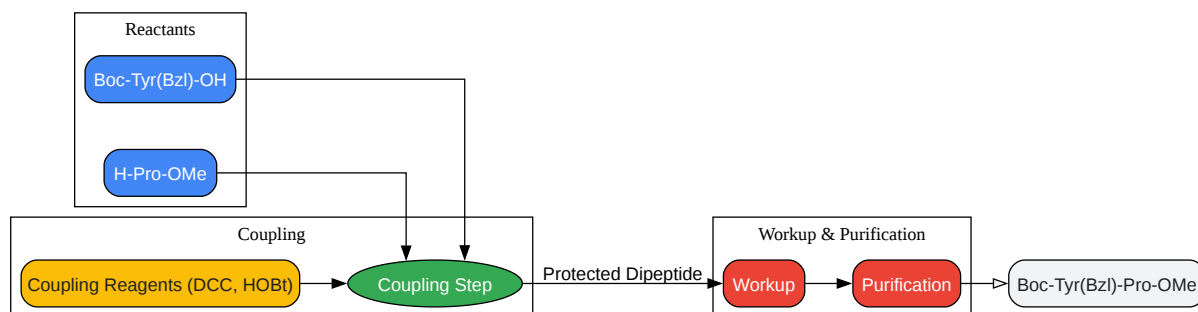 Reactants
Boc-Tyr(Bzl)-OH
H-Pro-OMe
Coupling
Coupling Reagents (DCC, HOBt)
Coupling Step
Protected Dipeptide
Workup & Purification
Workup
Purification
Boc-Tyr(Bzl)-Pro-OMe